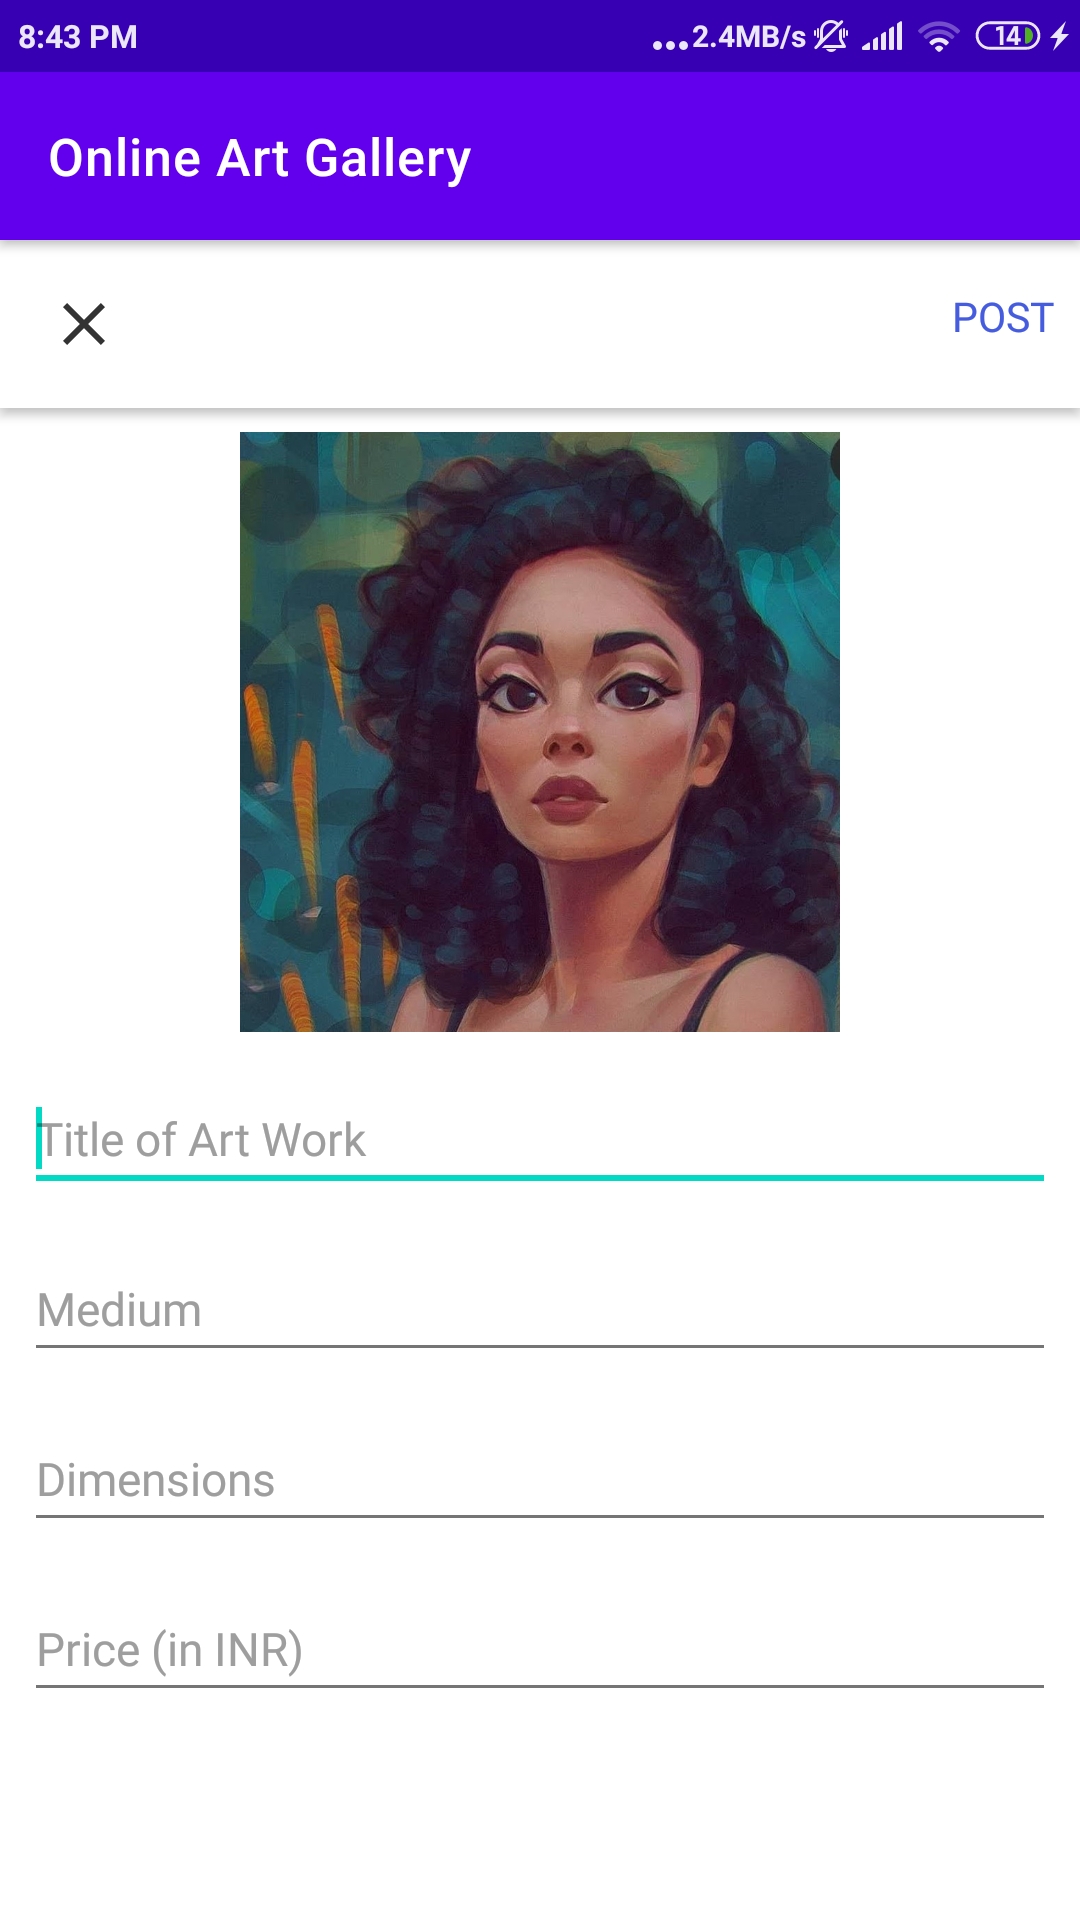 8:43 PM ...2.4MB/s 14
Online Art Gallery
POST
Title of Art Work
Medium
Dimensions
Price (in INR)